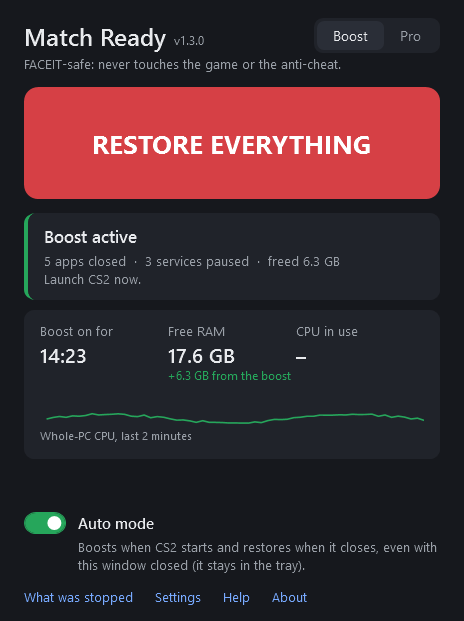 Match Ready v1.3.0
Boost Pro
FACEIT-safe: never touches the game or the anti-cheat.
RESTORE EVERYTHING
Boost active
5 apps closed · 3 services paused · freed 6.3 GB
Launch CS2 now.
Boost on for Free RAM CPU in use
14:23 17.6 GB –
+6.3 GB from the boost
Whole-PC CPU, last 2 minutes
Auto mode
Boosts when CS2 starts and restores when it closes, even with
this window closed (it stays in the tray).
What was stopped Settings Help About